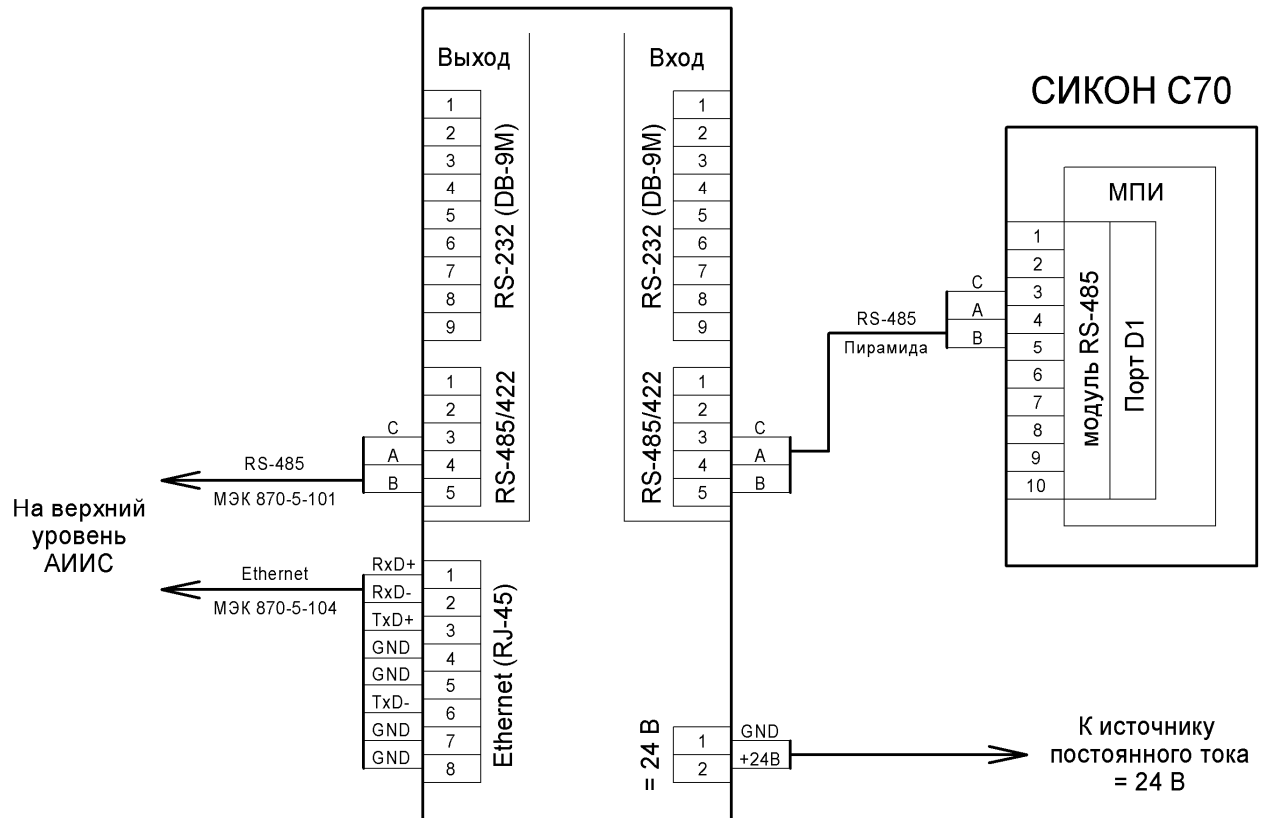 Выход
1
2
3
4
5
6
7
8
9
RS-232 (DB-9M)
1
2
3
4
5
RS-485/422
C
A
B
RS-485
МЭК 870-5-101
На верхний
уровень
АИИС
Ethernet
МЭК 870-5-104
RxD+
RxD-
TxD+
GND
GND
TxD-
GND
GND
1
2
3
4
5
6
7
8
Ethernet (RJ-45)
Вход
RS-232 (DB-9M)
1
2
3
4
5
6
7
8
9
RS-485/422
1
2
3
4
5
C
A
B
RS-485
Пирамида
= 24 В
1
2
GND
+24В
К источнику
постоянного тока
= 24 В
СИКОН С70
МПИ
C
A
B
1
2
3
4
5
6
7
8
9
10
модуль RS-485
Порт D1